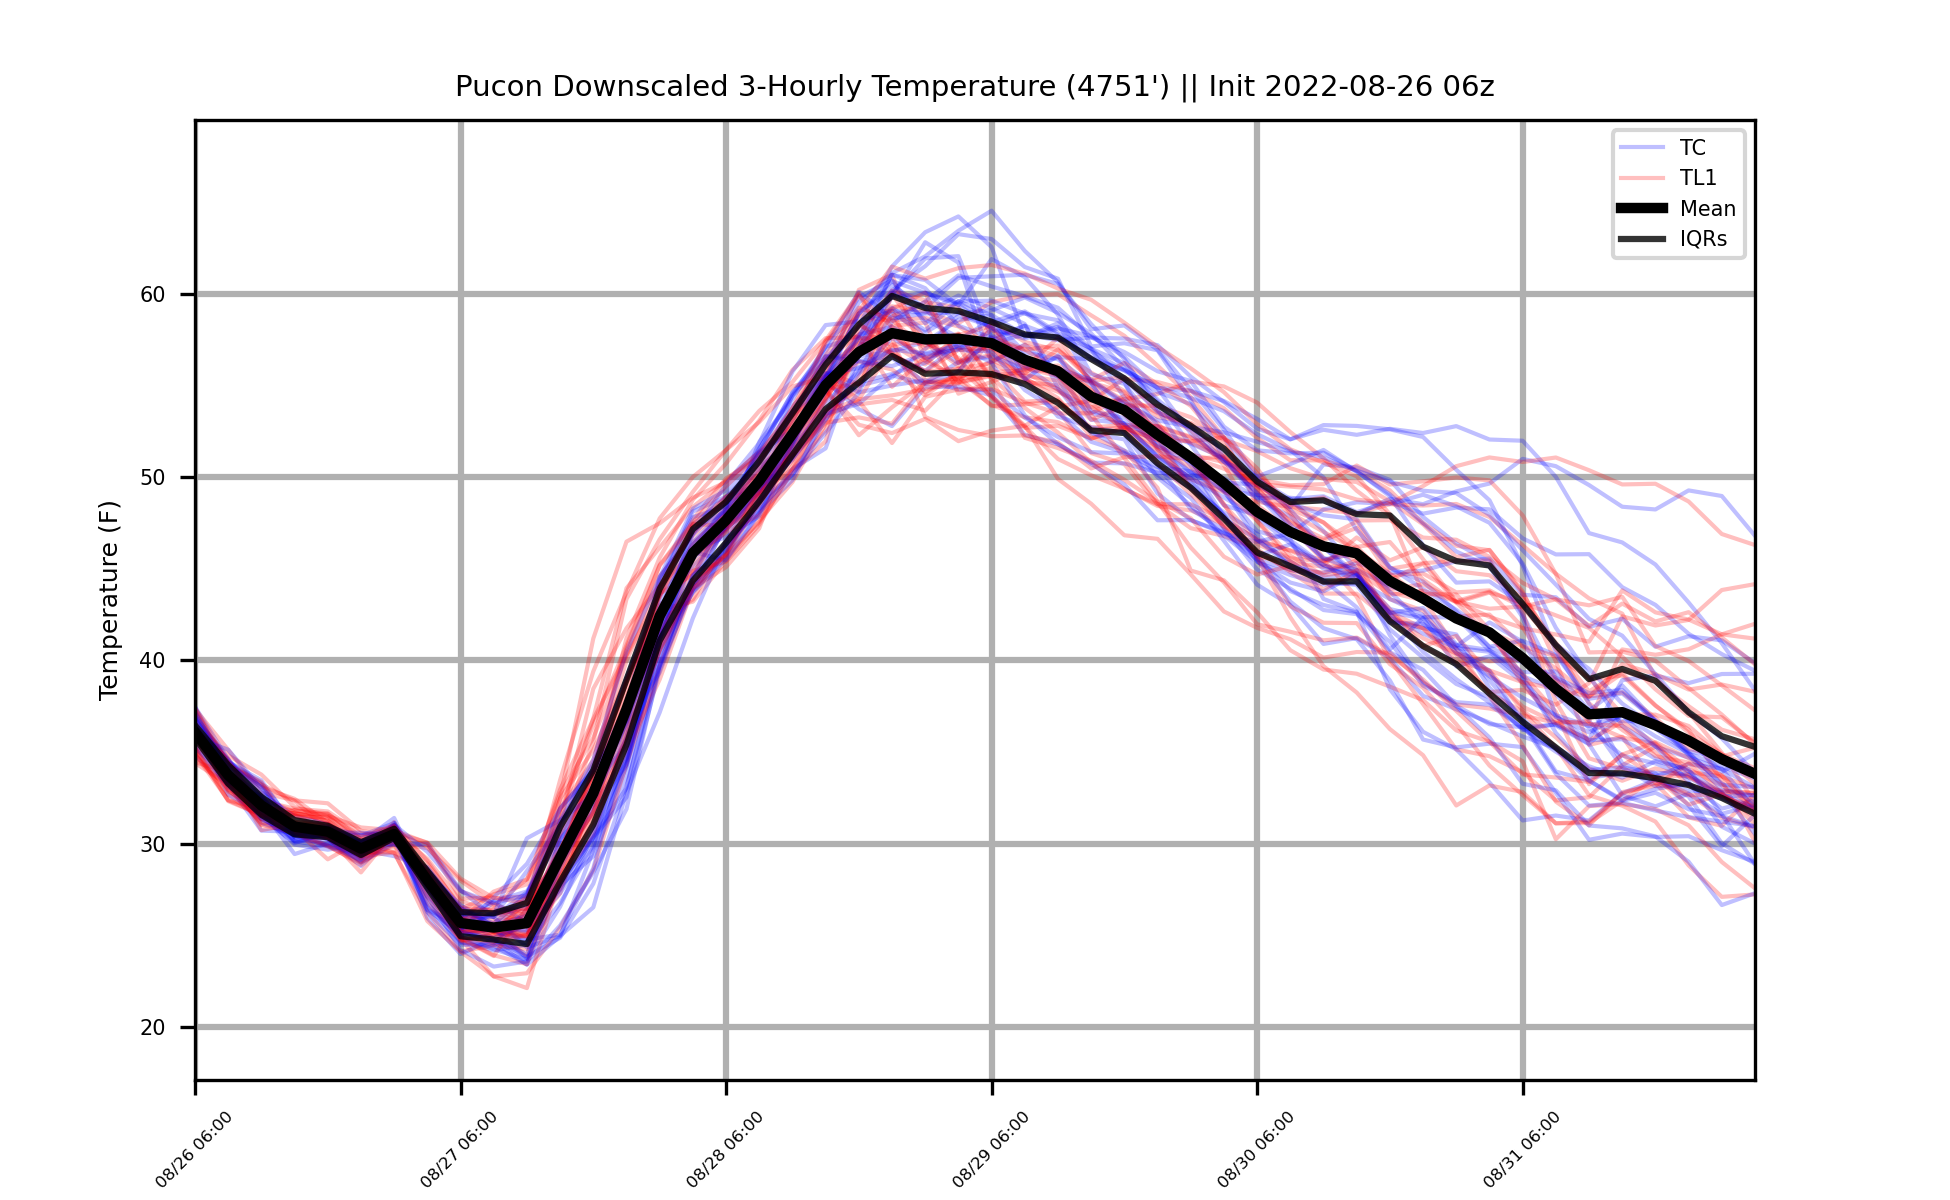 Pucon Downscaled 3-Hourly Temperature (4751') || Init 2022-08-26 06z
TC
TL1
Mean
IQRs
Temperature (F)
60
50
40
30
20
08/26 06:00
08/27 06:00
08/28 06:00
08/29 06:00
08/30 06:00
08/31 06:00